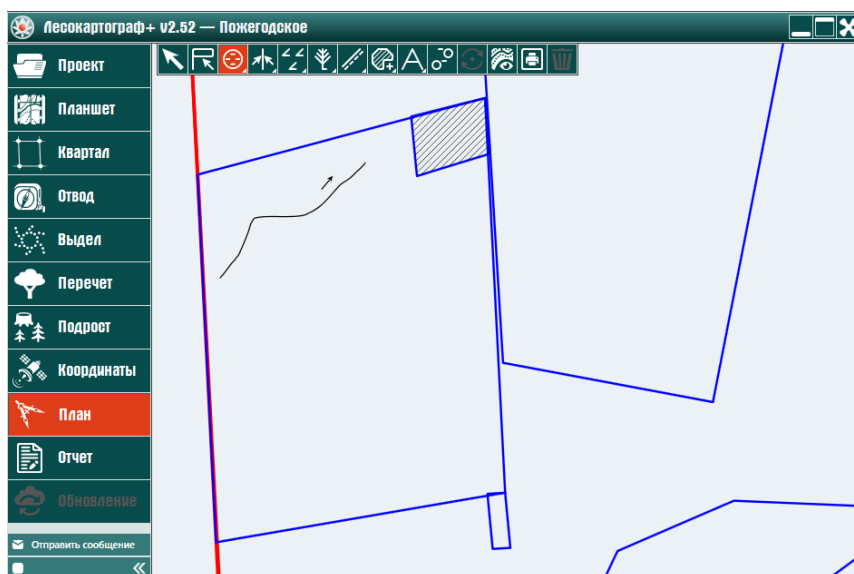 Лесокартограф+ v2.52 — Пожегодское
Проект
Планшет
Квартал
Отвод
Выдел
Перечет
Подрост
Координаты
План
Отчет
Обновление
Отправить сообщение